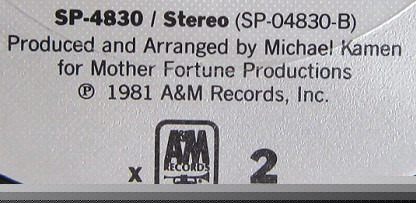 SP-4830 / Stereo (SP-04830-B)
Produced and Arranged by Michael Kamen
for Mother Fortune Productions
℗ 1981 A&M Records, Inc.
A&M
RECORDS
x
2